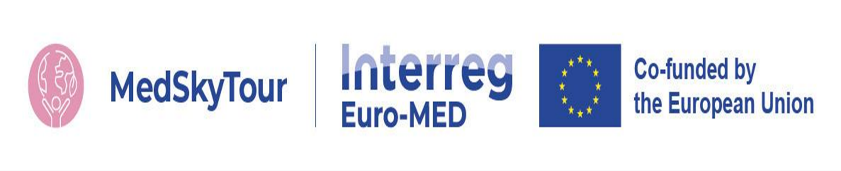 MedSkyTour
Interreg
Euro-MED
Co-funded by
the European Union